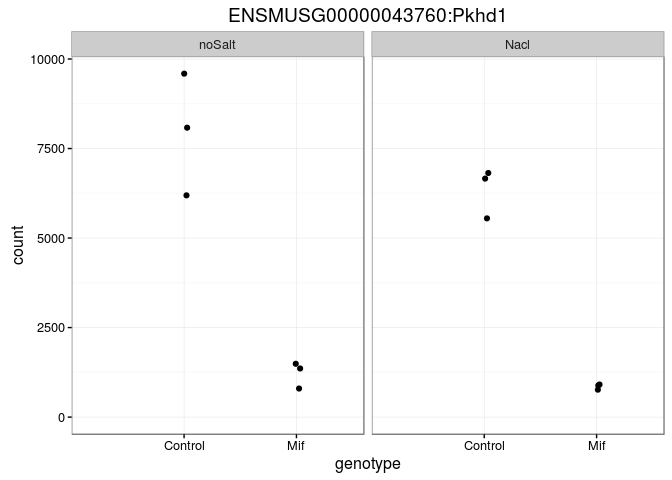 ENSMUSG00000043760:Pkhd1
noSalt
Nacl
10000
7500
5000
2500
0
count
Control
Mif
Control
Mif
genotype